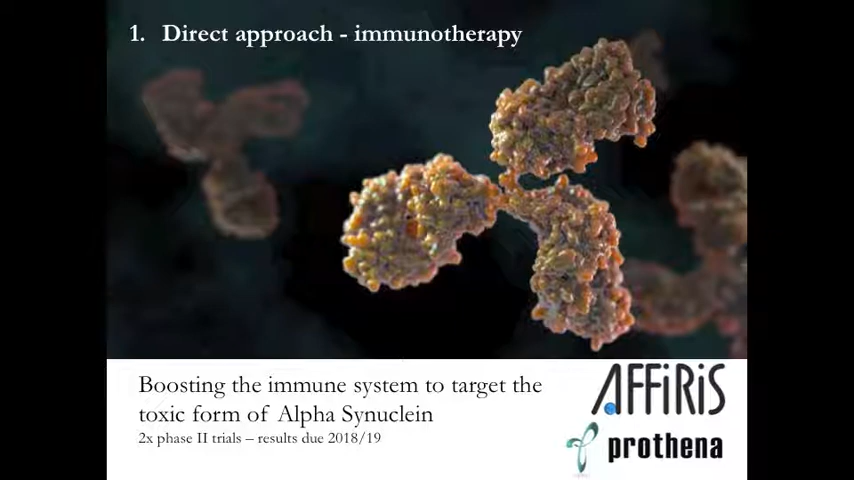 1. Direct approach - immunotherapy
Boosting the immune system to target the
toxic form of Alpha Synuclein
2x phase II trials – results due 2018/19
AFFiRiS
prothena